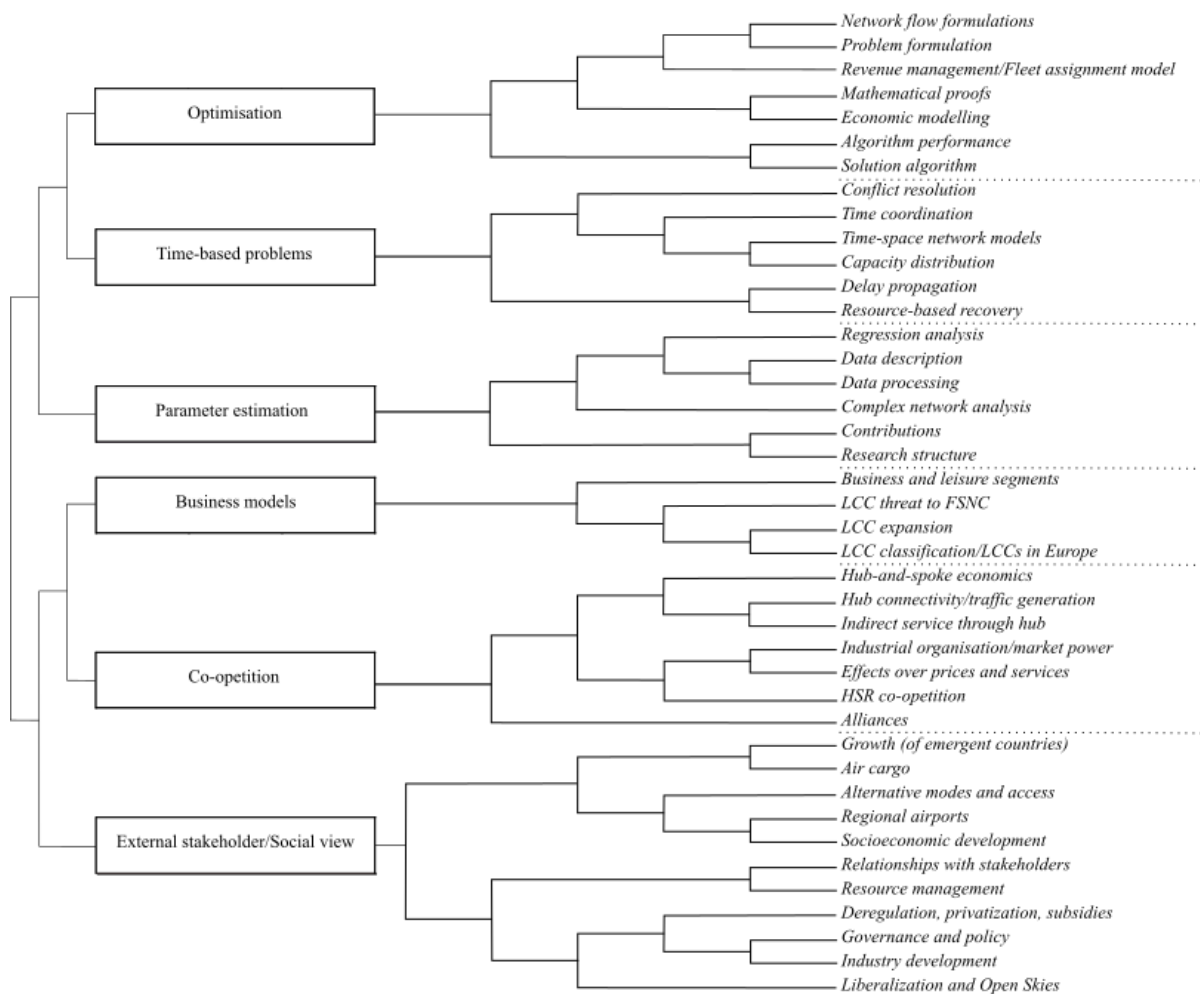 Network flow formulations
Problem formulation
Revenue management/Fleet assignment model
Optimisation
Mathematical proofs
Economic modelling
Algorithm performance
Solution algorithm
Conflict resolution
Time coordination
Time-based problems
Time-space network models
Capacity distribution
Delay propagation
Resource-based recovery
Regression analysis
Data description
Data processing
Parameter estimation
Complex network analysis
Contributions
Research structure
Business models
Business and leisure segments
LCC threat to FSNC
LCC expansion
LCC classification/LCCs in Europe
Hub-and-spoke economics
Hub connectivity/traffic generation
Indirect service through hub
Co-opetition
Industrial organisation/market power
Effects over prices and services
HSR co-opetition
Alliances
Growth (of emergent countries)
Air cargo
Alternative modes and access
Regional airports
External stakeholder/Social view
Socioeconomic development
Relationships with stakeholders
Resource management
Deregulation, privatization, subsidies
Governance and policy
Industry development
Liberalization and Open Skies